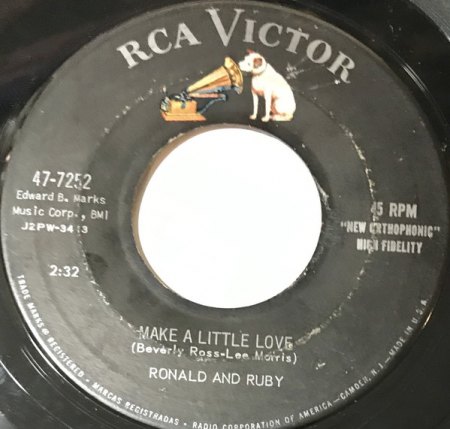 RCA VICTOR
47-7252
Edward B. Marks
Music Corp., BMI
2:32
45 RPM
"NEW ORTHOPHONIC"
HIGH FIDELITY
MAKE A LITTLE LOVE
(Beverly Ross-Lee Morris)
RONALD AND RUBY
TRADE MARKS ® REGISTERED • MARCAS REGISTRADAS • RADIO CORPORATION OF AMERICA—CAMDEN, N.J.—MADE IN U.S.A.